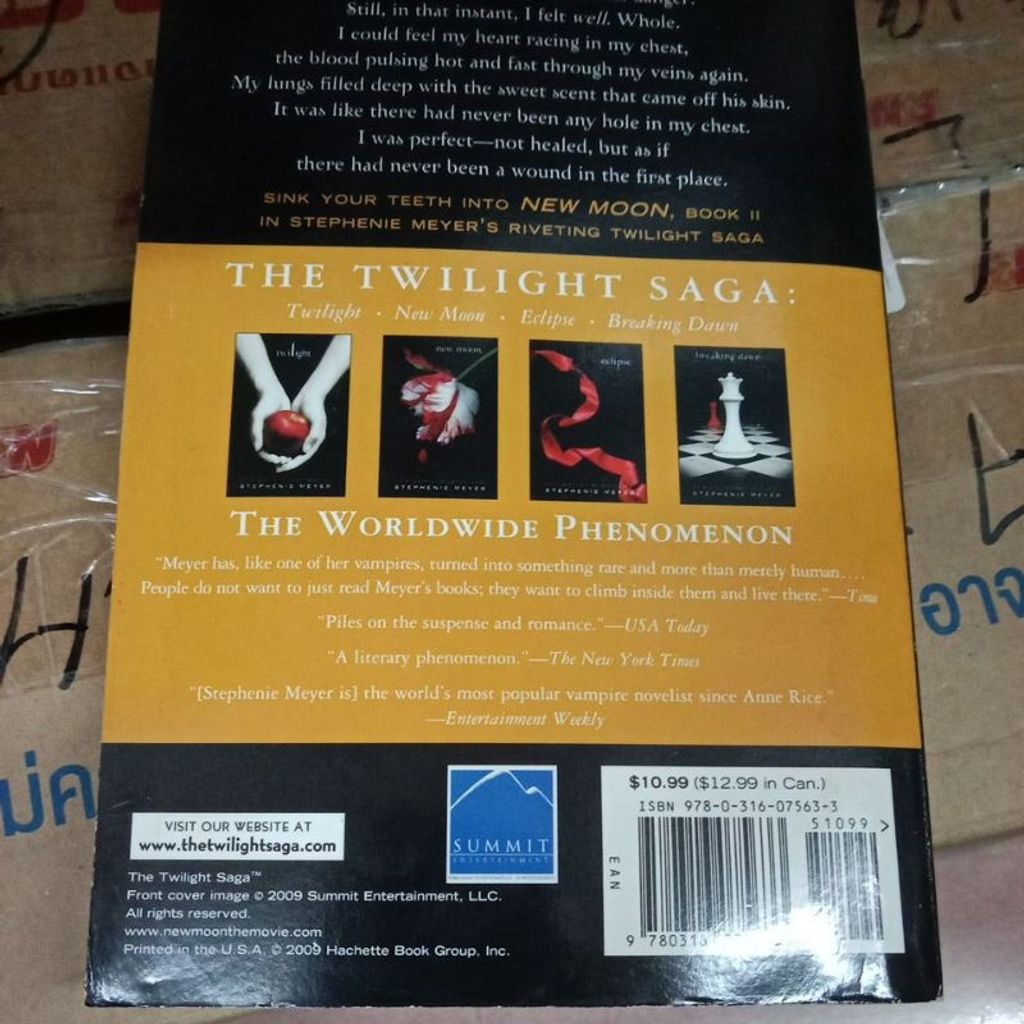 Still, in that instant, I felt well. Whole.
I could feel my heart racing in my chest,
the blood pulsing hot and fast through my veins again.
My lungs filled deep with the sweet scent that came off his skin.
It was like there had never been any hole in my chest.
I was perfect—not healed, but as if
there had never been a wound in the first place.
SINK YOUR TEETH INTO NEW MOON, BOOK II
IN STEPHENIE MEYER'S RIVETING TWILIGHT SAGA
THE TWILIGHT SAGA:
Twilight · New Moon · Eclipse · Breaking Dawn
twilight
new moon
eclipse
breaking dawn
STEPHENIE MEYER
STEPHENIE MEYER
STEPHENIE MEYER
STEPHENIE MEYER
THE WORLDWIDE PHENOMENON
"Meyer has, like one of her vampires, turned into something rare and more than merely human....
People do not want to just read Meyer's books; they want to climb inside them and live there."—Time
"Piles on the suspense and romance."—USA Today
"A literary phenomenon."—The New York Times
"[Stephenie Meyer is] the world's most popular vampire novelist since Anne Rice."
—Entertainment Weekly
VISIT OUR WEBSITE AT
www.thetwilightsaga.com
The Twilight Saga™
Front cover image © 2009 Summit Entertainment, LLC.
All rights reserved.
www.newmoonthemovie.com
Printed in the U.S.A. © 2009 Hachette Book Group, Inc.
SUMMIT
ENTERTAINMENT
$10.99 ($12.99 in Can.)
ISBN 978-0-316-07563-3
51099 >
EAN
อาจ